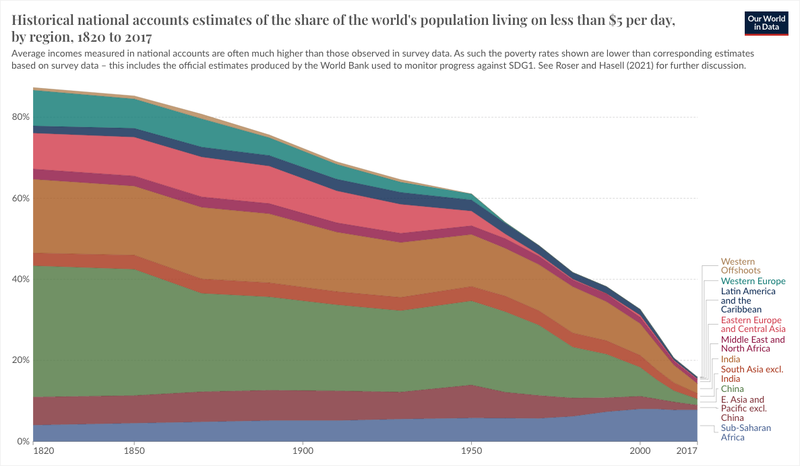 Historical national accounts estimates of the share of the world's population living on less than $5 per day,
by region, 1820 to 2017
Our World
in Data
Average incomes measured in national accounts are often much higher than those observed in survey data. As such the poverty rates shown are lower than corresponding estimates
based on survey data – this includes the official estimates produced by the World Bank used to monitor progress against SDG1. See Roser and Hasell (2021) for further discussion.
80%
60%
40%
20%
0%
1820
1850
1900
1950
2000
2017
Western
Offshoots
Western Europe
Latin America
and the
Caribbean
Eastern Europe
and Central Asia
Middle East and
North Africa
India
South Asia excl.
India
China
E. Asia and
Pacific excl.
China
Sub-Saharan
Africa